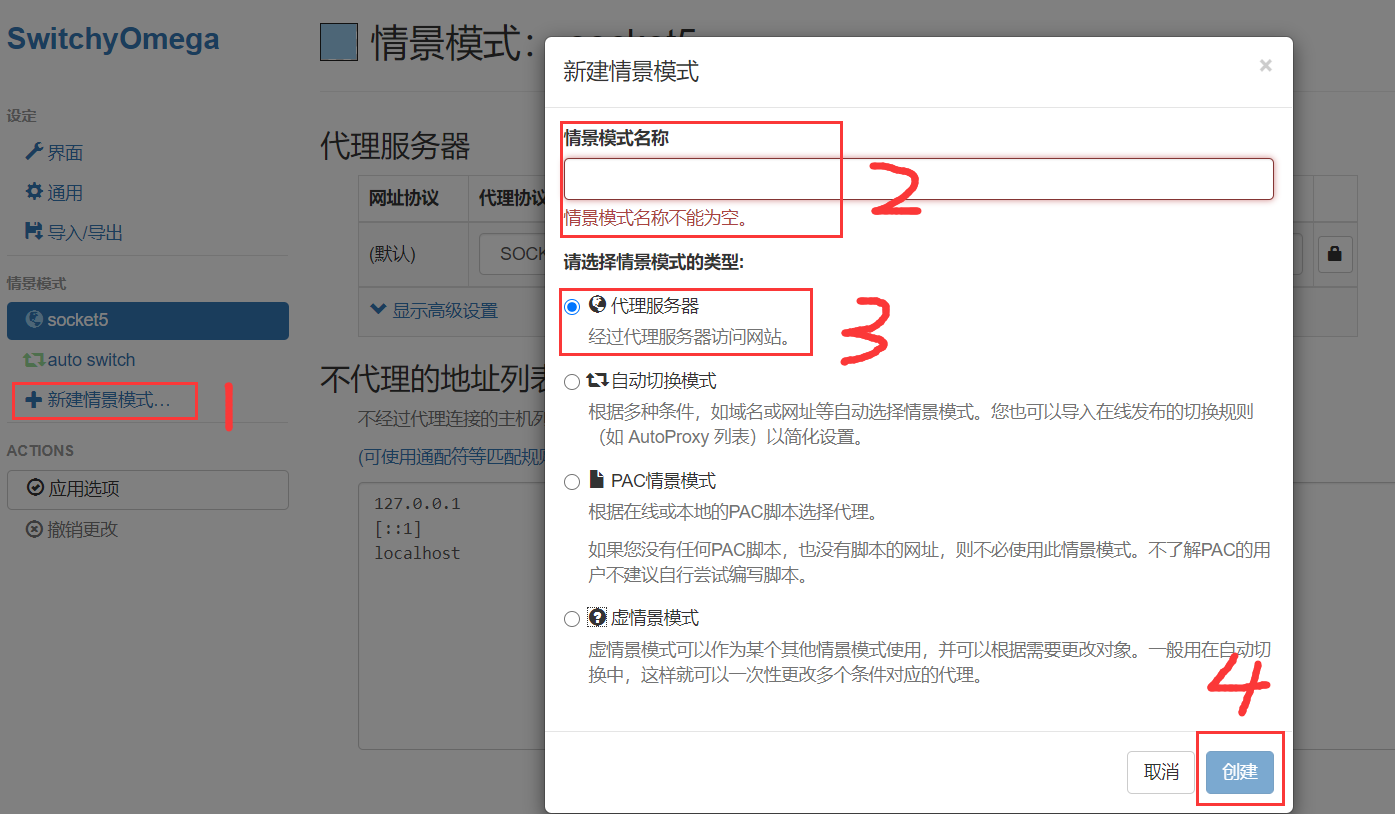 SwitchyOmega
设定
界面
通用
导入/导出
情景模式
socket5
auto switch
新建情景模式…
1
ACTIONS
应用选项
撤销更改
情景模式：
代理服务器
网址协议 代理协议
(默认) SOCK
显示高级设置
不代理的地址列表
不经过代理连接的主机列
(可使用通配符等匹配规则
127.0.0.1
[::1]
localhost
新建情景模式
×
情景模式名称
2
情景模式名称不能为空。
请选择情景模式的类型:
代理服务器
经过代理服务器访问网站。
3
自动切换模式
根据多种条件，如域名或网址等自动选择情景模式。您也可以导入在线发布的切换规则
（如 AutoProxy 列表）以简化设置。
PAC情景模式
根据在线或本地的PAC脚本选择代理。
如果您没有任何PAC脚本，也没有脚本的网址，则不必使用此情景模式。不了解PAC的用
户不建议自行尝试编写脚本。
虚情景模式
虚情景模式可以作为某个其他情景模式使用，并可以根据需要更改对象。一般用在自动切
换中，这样就可以一次性更改多个条件对应的代理。
4
取消 创建